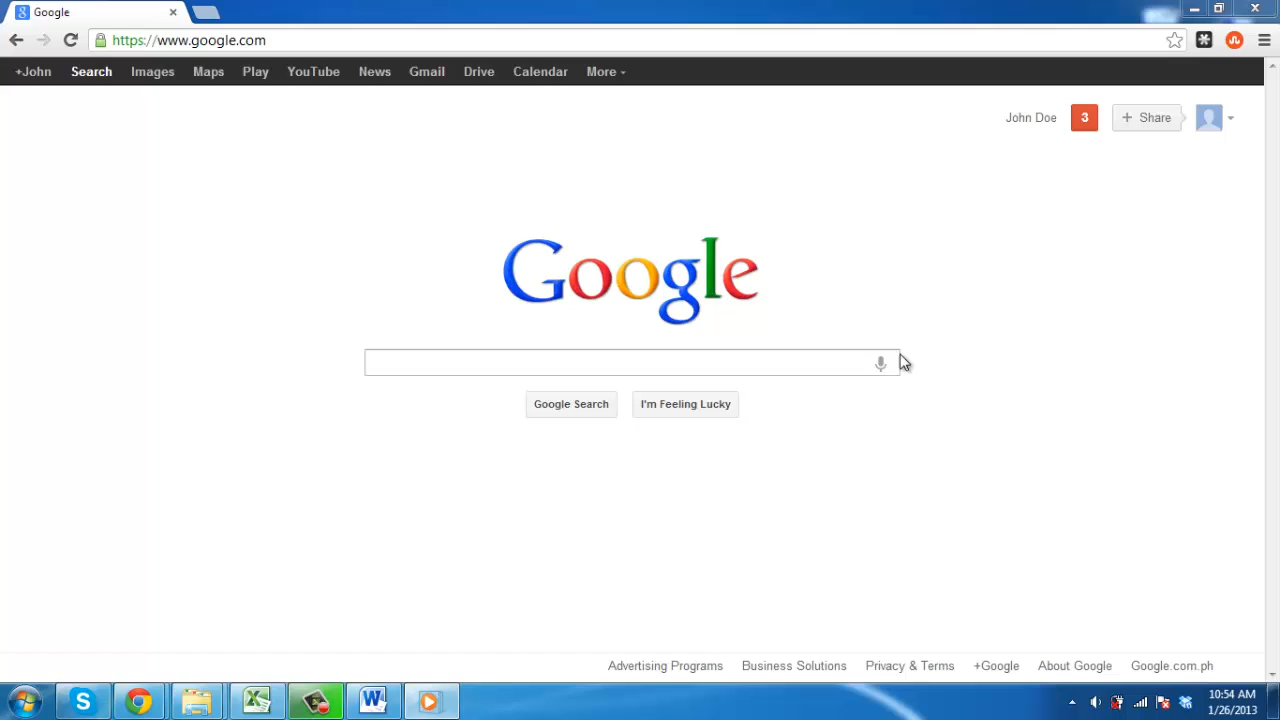 Google
https://www.google.com
+John Search Images Maps Play YouTube News Gmail Drive Calendar More
John Doe 3 + Share
Google
Google Search I'm Feeling Lucky
Advertising Programs Business Solutions Privacy & Terms +Google About Google Google.com.ph
10:54 AM
1/26/2013